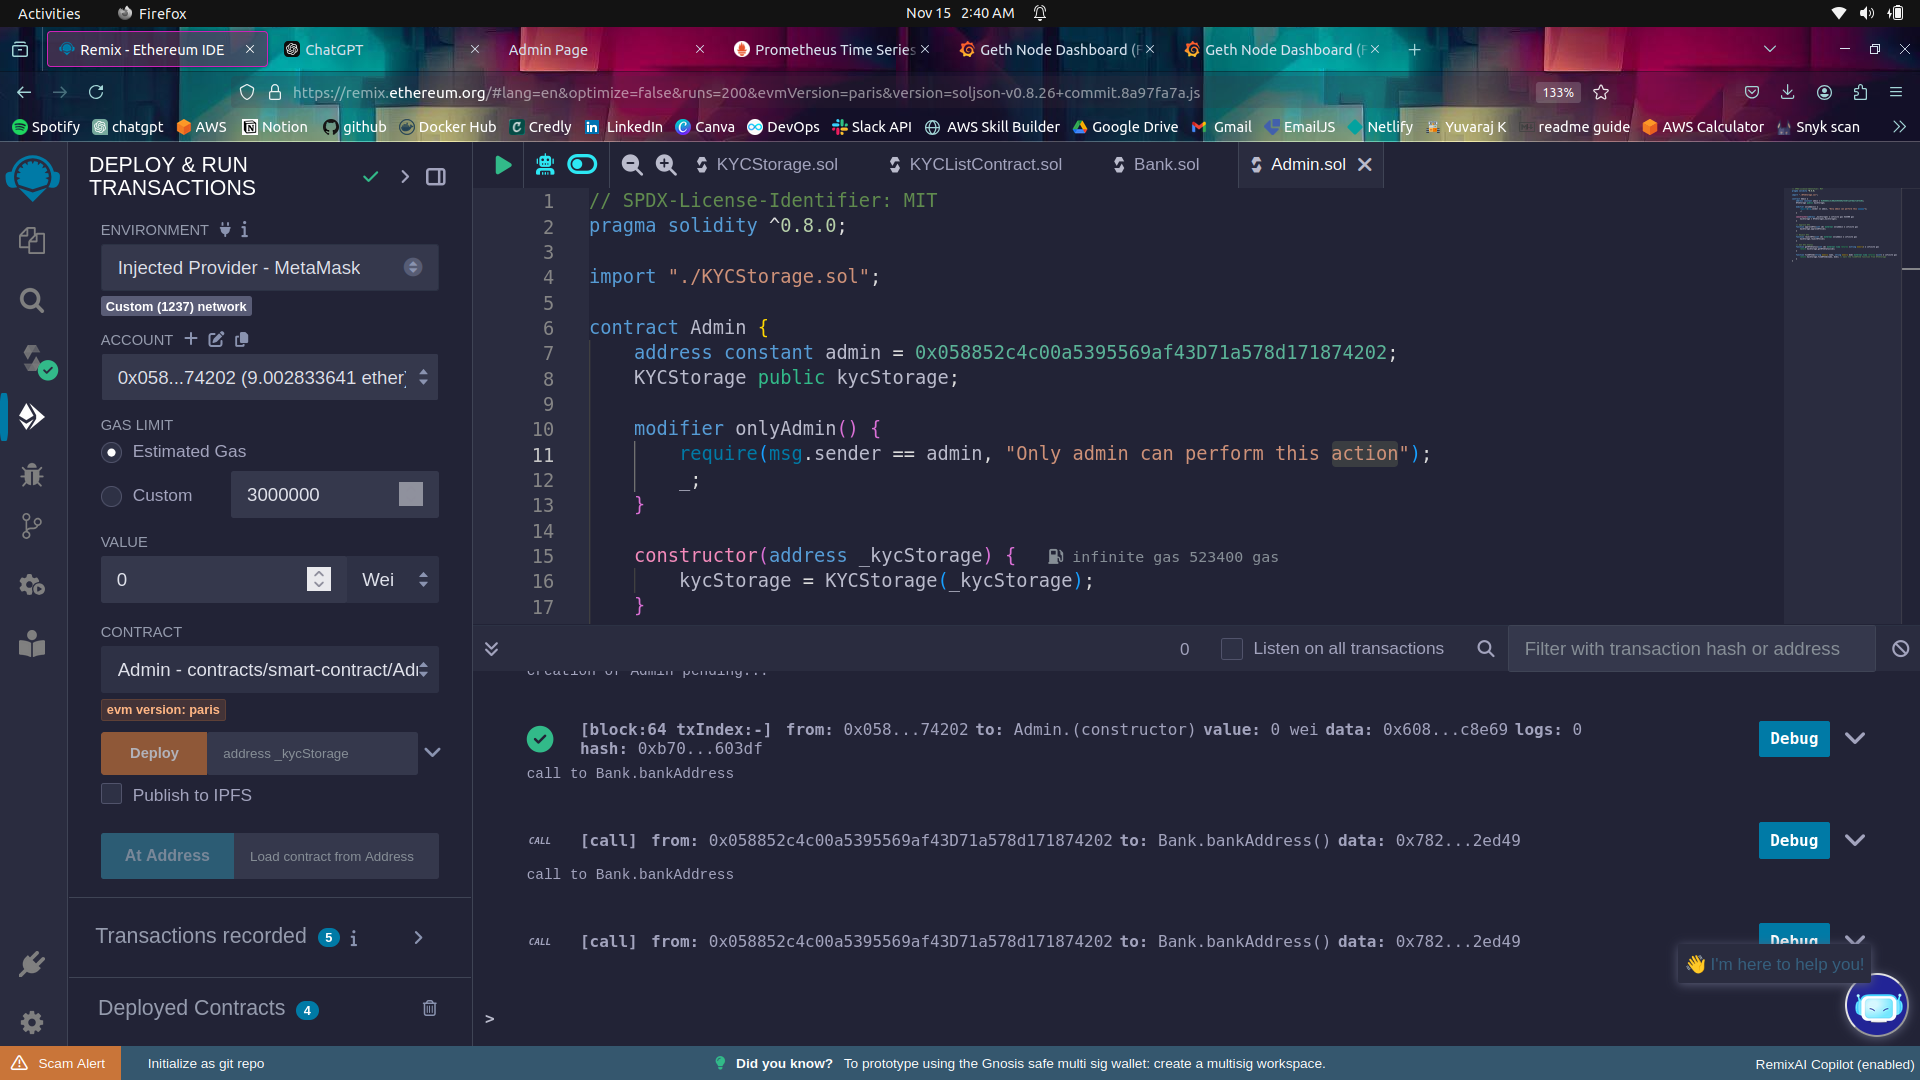 Activities
Firefox
Nov 15 2:40 AM
Remix - Ethereum IDE
ChatGPT
Admin Page
Prometheus Time Series
Geth Node Dashboard (F
Geth Node Dashboard (F
https://remix.ethereum.org/#lang=en&optimize=false&runs=200&evmVersion=paris&version=soljson-v0.8.26+commit.8a97fa7a.js
133%
Spotify
chatgpt
AWS
Notion
github
Docker Hub
Credly
LinkedIn
Canva
DevOps
Slack API
AWS Skill Builder
Google Drive
Gmail
EmailJS
Netlify
Yuvaraj K
readme guide
AWS Calculator
Snyk scan
DEPLOY & RUN
TRANSACTIONS
ENVIRONMENT
Injected Provider - MetaMask
Custom (1237) network
ACCOUNT
0x058...74202 (9.002833641 ether)
GAS LIMIT
Estimated Gas
Custom
3000000
VALUE
0
Wei
CONTRACT
Admin - contracts/smart-contract/Adı
evm version: paris
Deploy
address _kycStorage
Publish to IPFS
At Address
Load contract from Address
Transactions recorded 5
Deployed Contracts 4
KYCStorage.sol
KYCListContract.sol
Bank.sol
Admin.sol
1 // SPDX-License-Identifier: MIT
2 pragma solidity ^0.8.0;
3
4 import "./KYCStorage.sol";
5
6 contract Admin {
7 address constant admin = 0x058852c4c00a5395569af43D71a578d171874202;
8 KYCStorage public kycStorage;
9
10 modifier onlyAdmin() {
11 require(msg.sender == admin, "Only admin can perform this action");
12 _;
13 }
14
15 constructor(address _kycStorage) { infinite gas 523400 gas
16 kycStorage = KYCStorage(_kycStorage);
17 }
0
Listen on all transactions
Filter with transaction hash or address
creation of Admin pending...
[block:64 txIndex:-] from: 0x058...74202 to: Admin.(constructor) value: 0 wei data: 0x608...c8e69 logs: 0
hash: 0xb70...603df
Debug
call to Bank.bankAddress
CALL [call] from: 0x058852c4c00a5395569af43D71a578d171874202 to: Bank.bankAddress() data: 0x782...2ed49
Debug
call to Bank.bankAddress
CALL [call] from: 0x058852c4c00a5395569af43D71a578d171874202 to: Bank.bankAddress() data: 0x782...2ed49
Debug
👋 I'm here to help you!
>
Scam Alert
Initialize as git repo
Did you know? To prototype using the Gnosis safe multi sig wallet: create a multisig workspace.
RemixAI Copilot (enabled)